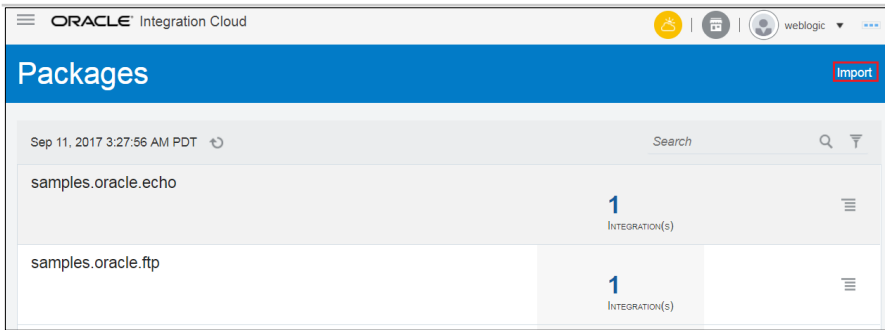 ORACLE Integration Cloud weblogic
Packages Import
Sep 11, 2017 3:27:56 AM PDT Search
samples.oracle.echo
1
INTEGRATION(S)
samples.oracle.ftp
1
INTEGRATION(S)